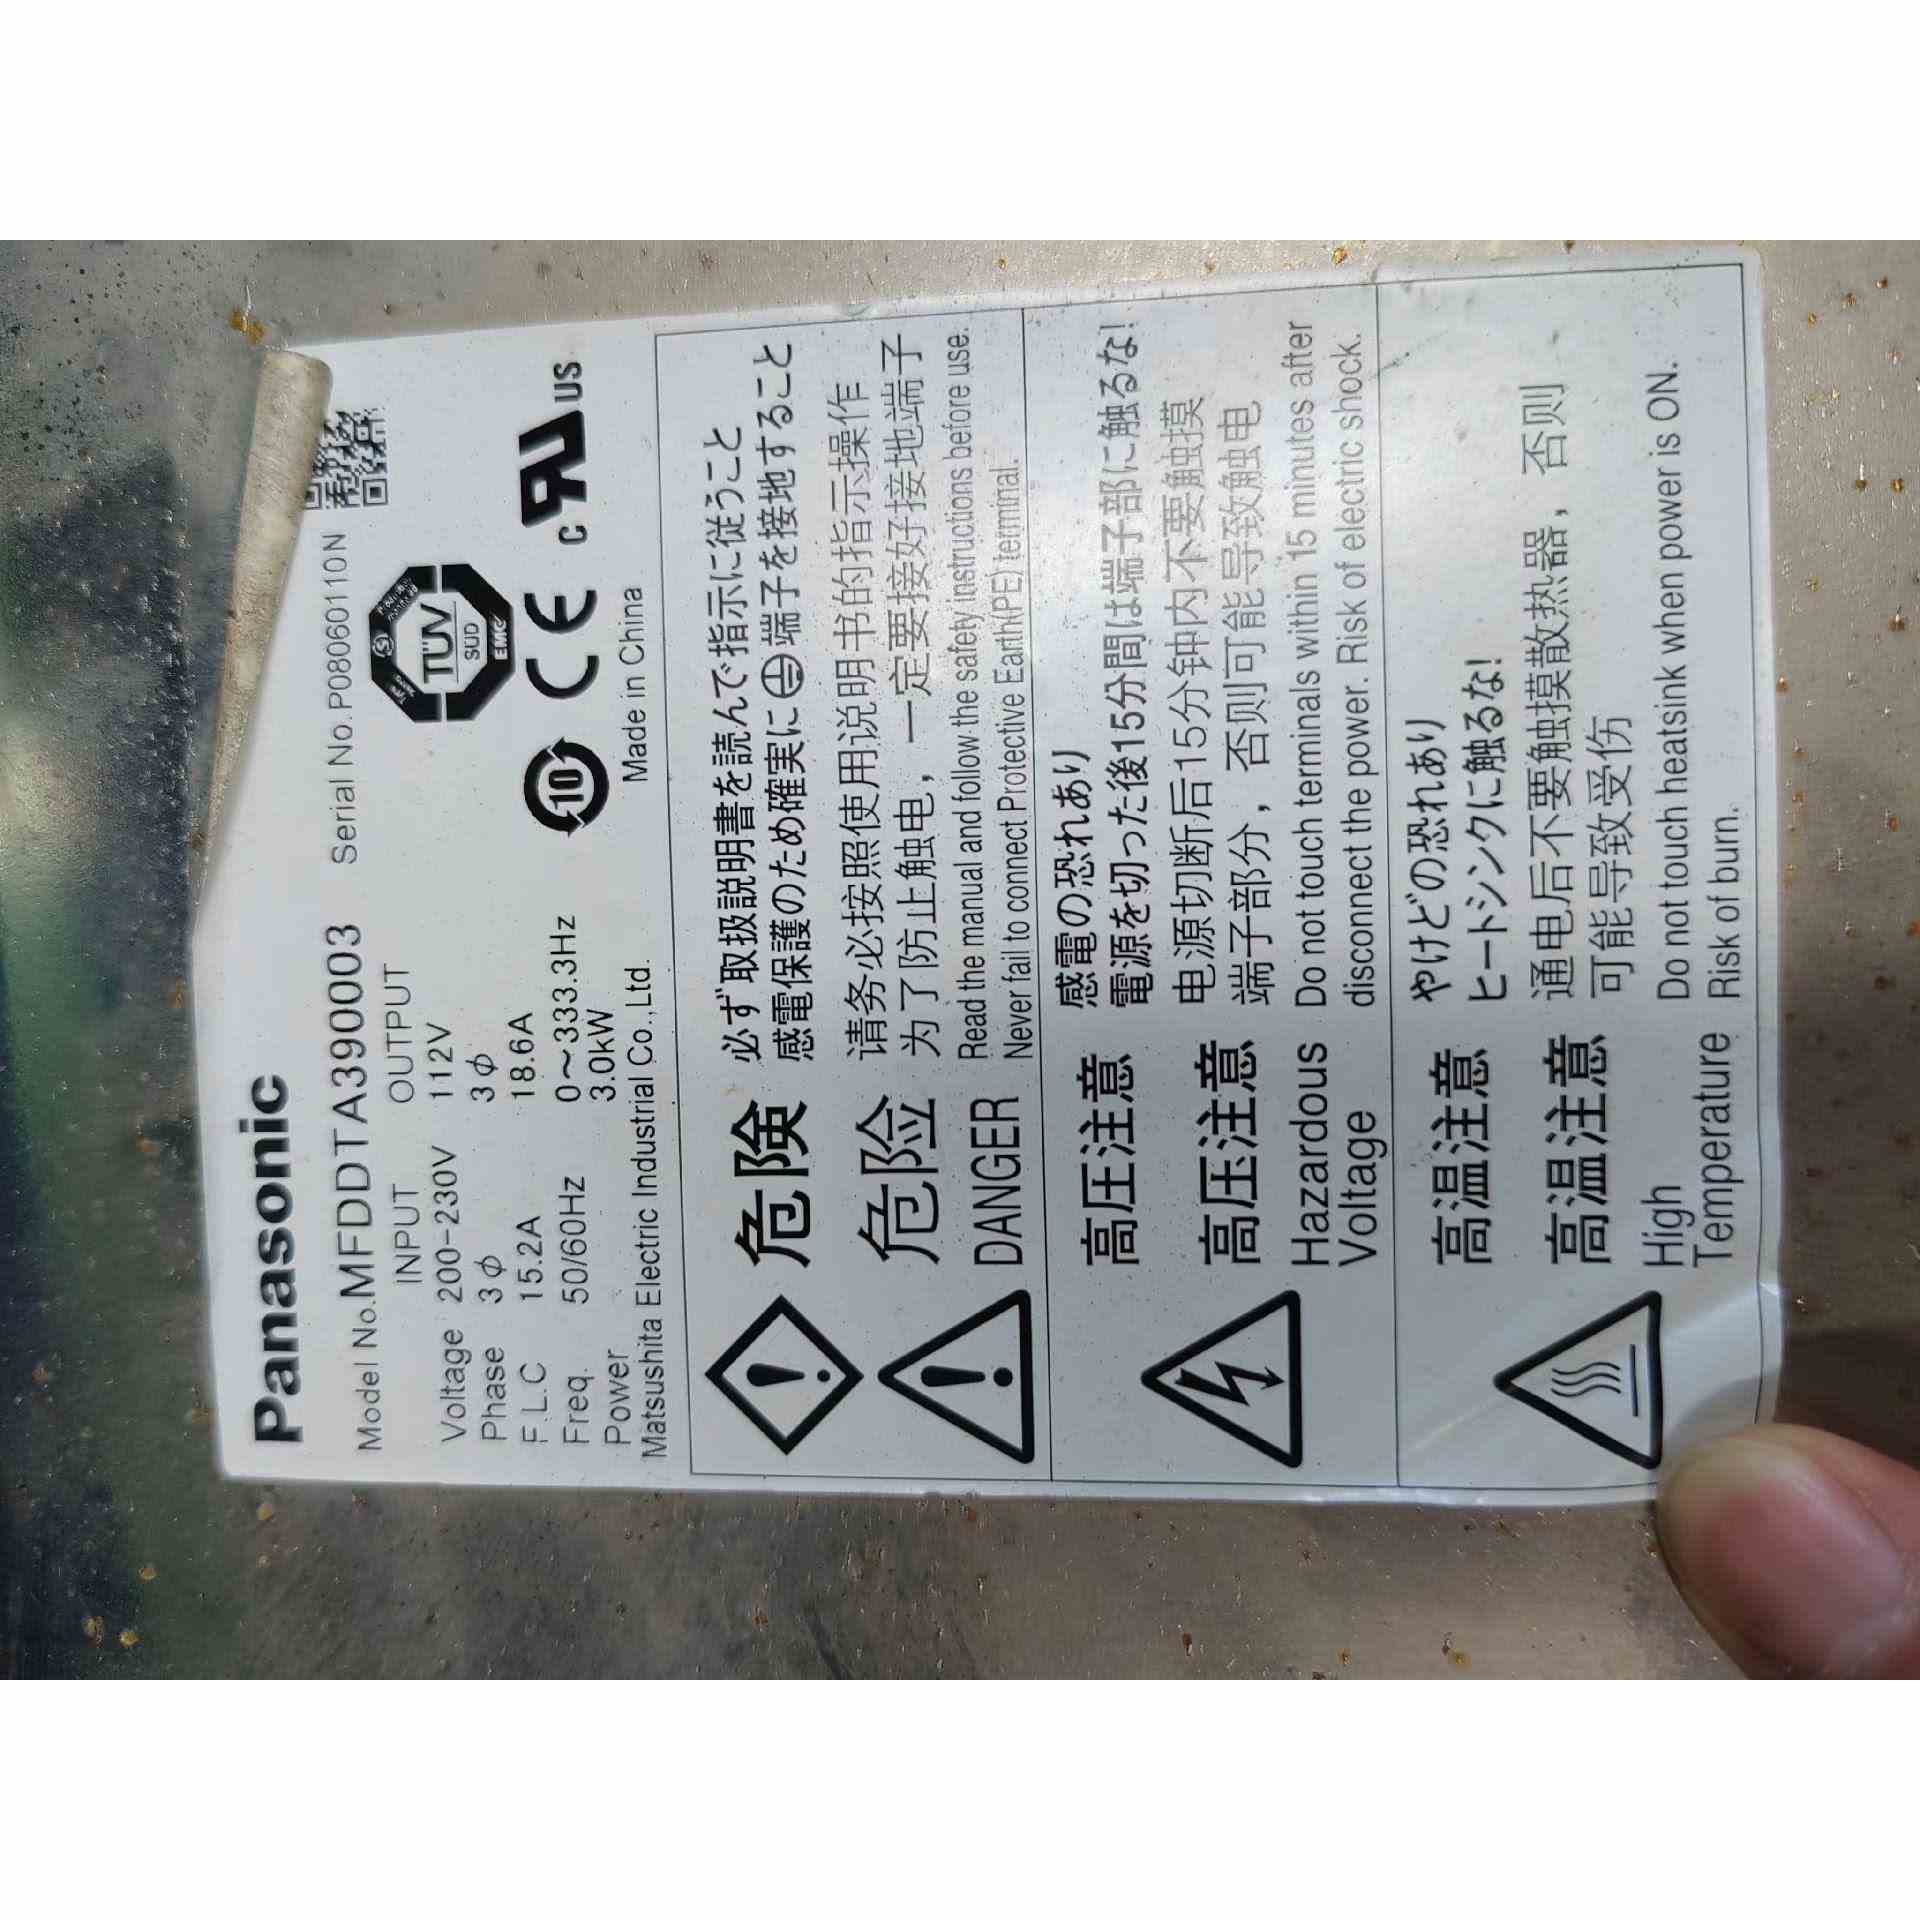 Panasonic
Model No.MFDDTA390003 Serial No.P08060110N
INPUT OUTPUT
Voltage 200-230V 112V
Phase 3ϕ 3ϕ
F.L.C 15.2A 18.6A
Freq. 50/60Hz 0~333.3Hz
Power 3.0kW
Matsushita Electric Industrial Co.,Ltd. Made in China
TÜV
SÜD
EMC
10
CE
c UR US
危険
必ず取扱説明書を読んで指示に従うこと
感電保護のため確実に端子を接地すること
危险
请务必按照使用说明书的指示操作
为了防止触电，一定要接好接地端子
DANGER
Read the manual and follow the safety instructions before use.
Never fail to connect Protective Earth(PE) terminal.
高圧注意
感電の恐れあり
電源を切った後15分間は端子部に触るな!
高压注意
电源切断后15分钟内不要触摸
端子部分，否则可能导致触电
Hazardous
Voltage
Do not touch terminals within 15 minutes after
disconnect the power. Risk of electric shock.
高温注意
やけどの恐れあり
ヒートシンクに触るな!
高温注意
通电后不要触摸散热器，否则
可能导致受伤
High
Temperature
Do not touch heatsink when power is ON.
Risk of burn.